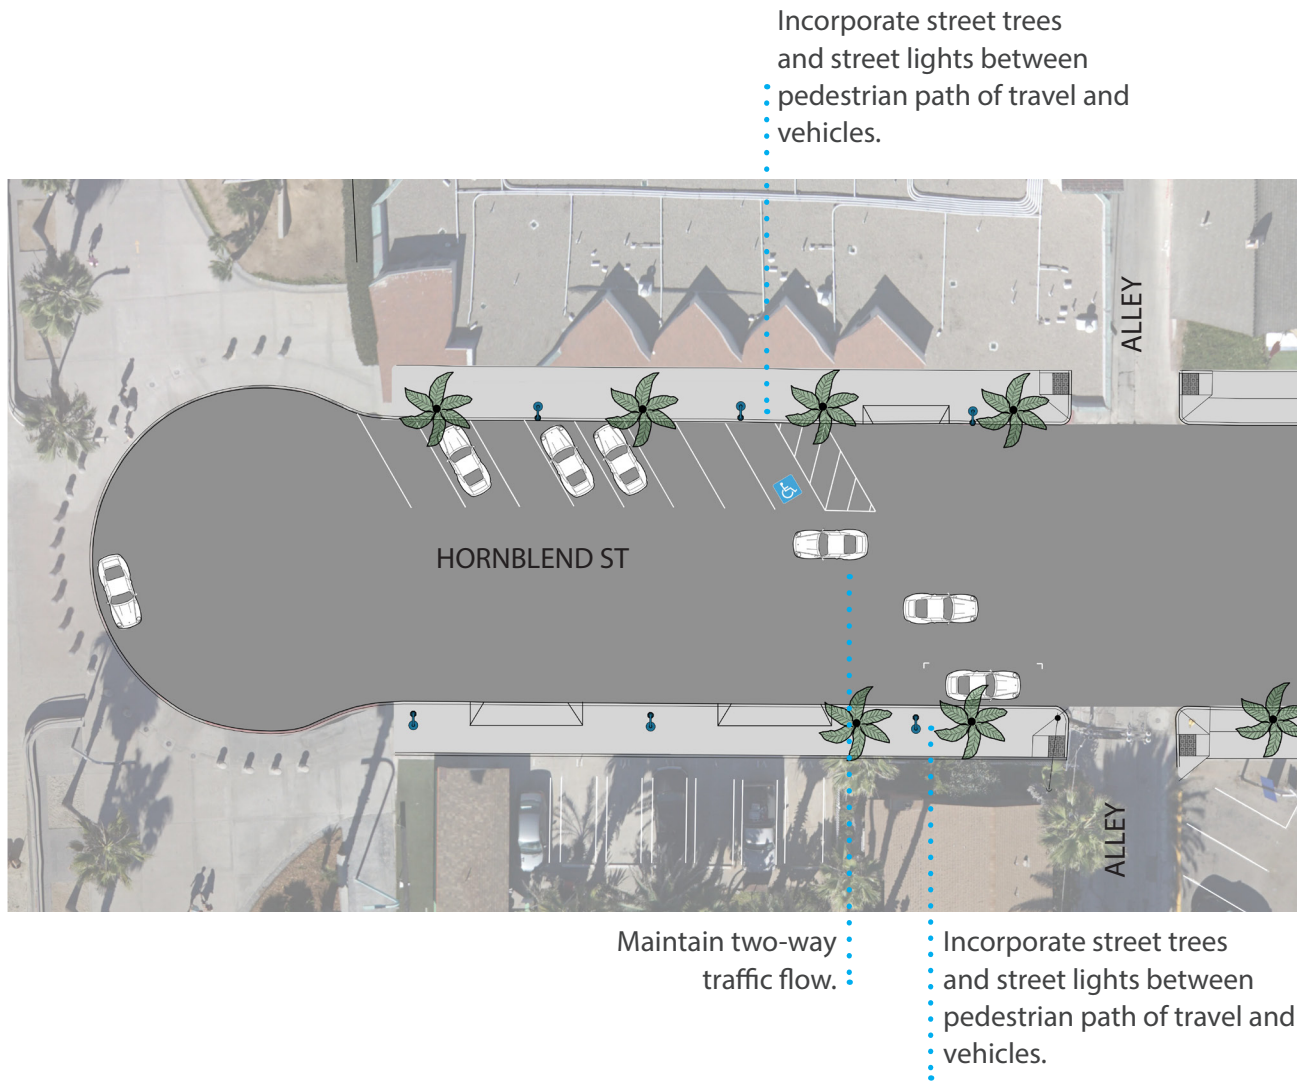 Incorporate street trees
and street lights between
pedestrian path of travel and
vehicles.
ALLEY
HORNBLEND ST
ALLEY
Maintain two-way
traffic flow.
Incorporate street trees
and street lights between
pedestrian path of travel and
vehicles.